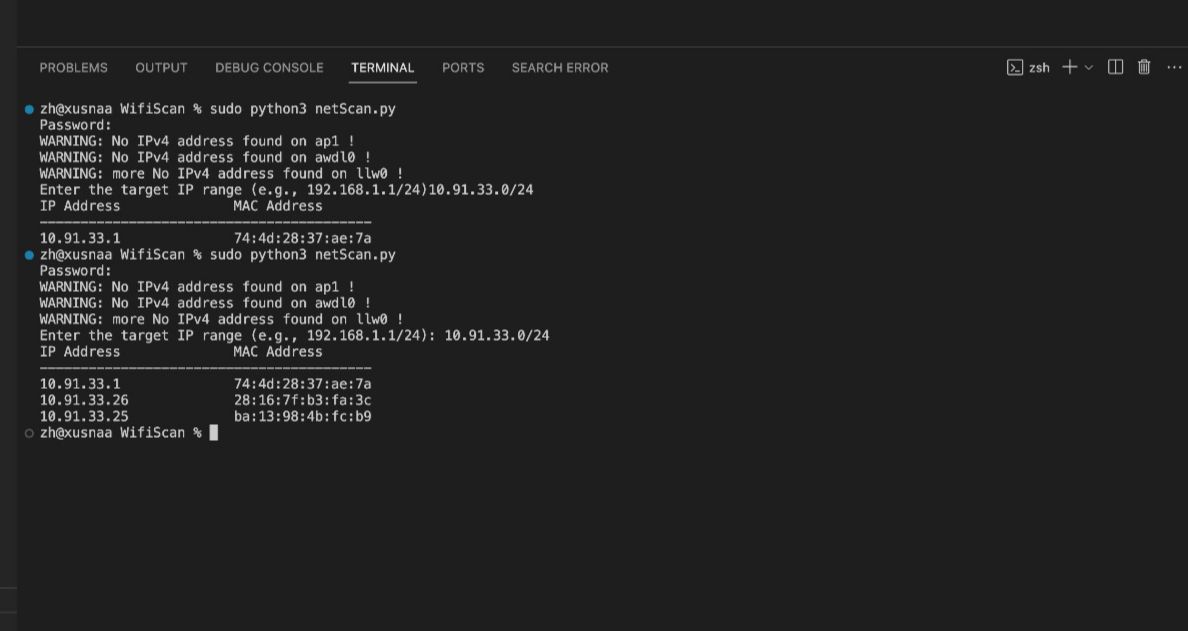 PROBLEMS OUTPUT DEBUG CONSOLE TERMINAL PORTS SEARCH ERROR zsh
zh@xusnaa WifiScan % sudo python3 netScan.py
Password:
WARNING: No IPv4 address found on ap1 !
WARNING: No IPv4 address found on awdl0 !
WARNING: more No IPv4 address found on llw0 !
Enter the target IP range (e.g., 192.168.1.1/24)10.91.33.0/24
IP Address MAC Address
-----------------------------------------
10.91.33.1 74:4d:28:37:ae:7a
zh@xusnaa WifiScan % sudo python3 netScan.py
Password:
WARNING: No IPv4 address found on ap1 !
WARNING: No IPv4 address found on awdl0 !
WARNING: more No IPv4 address found on llw0 !
Enter the target IP range (e.g., 192.168.1.1/24): 10.91.33.0/24
IP Address MAC Address
-----------------------------------------
10.91.33.1 74:4d:28:37:ae:7a
10.91.33.26 28:16:7f:b3:fa:3c
10.91.33.25 ba:13:98:4b:fc:b9
zh@xusnaa WifiScan %